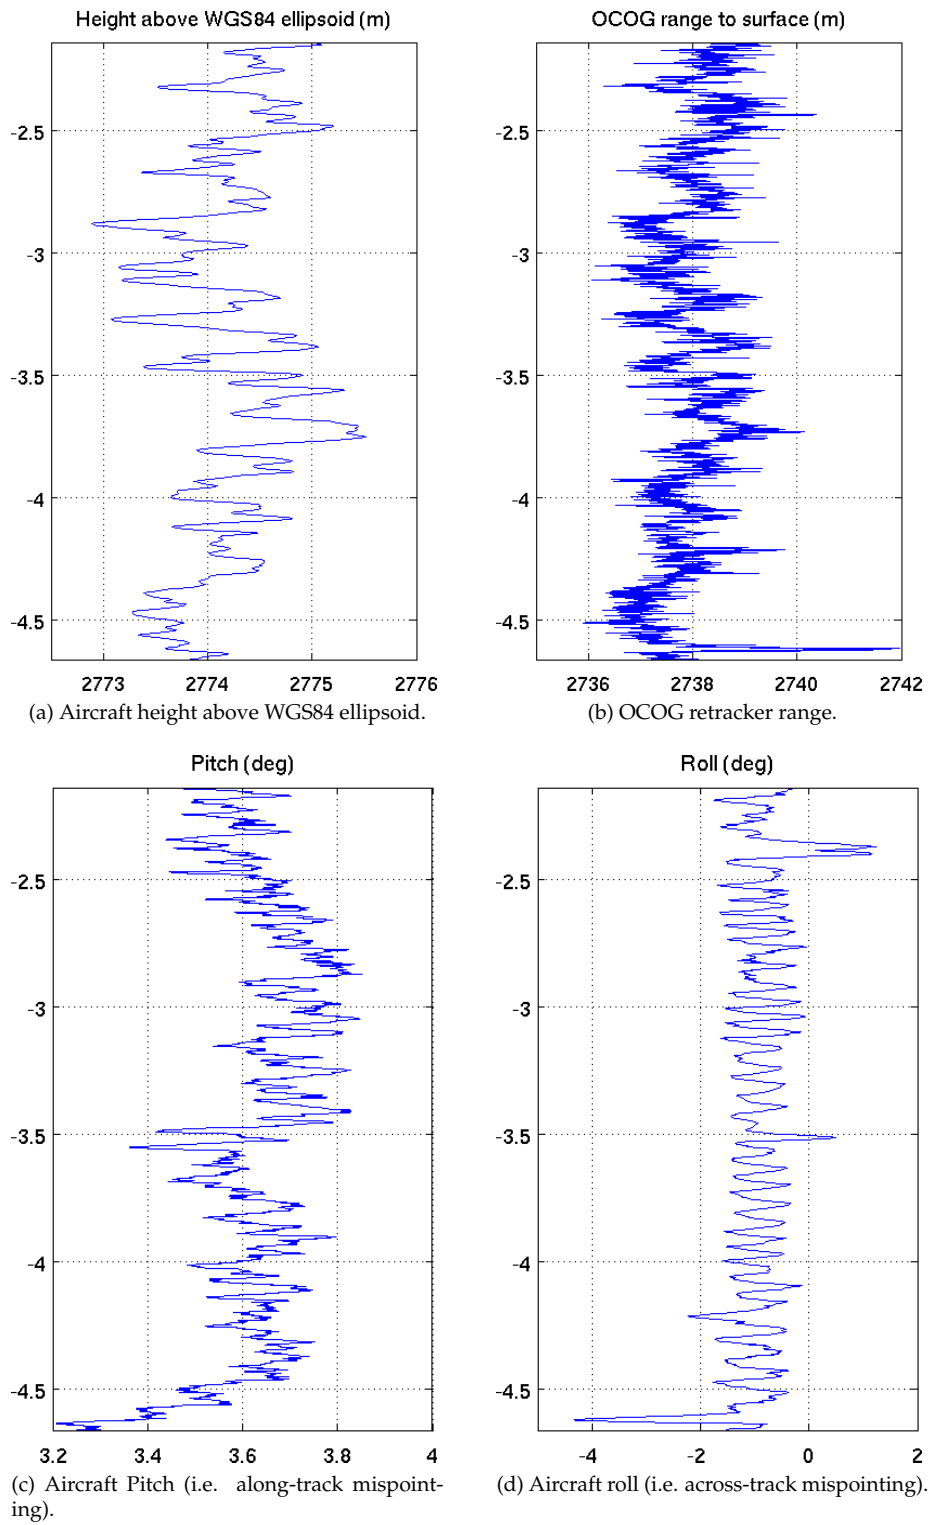 Height above WGS84 ellipsoid (m)
-2.5
-3
-3.5
-4
-4.5
2773 2774 2775 2776
(a) Aircraft height above WGS84 ellipsoid.
OCOG range to surface (m)
-2.5
-3
-3.5
-4
-4.5
2736 2738 2740 2742
(b) OCOG retracker range.
Pitch (deg)
-2.5
-3
-3.5
-4
-4.5
3.2 3.4 3.6 3.8 4
(c) Aircraft Pitch (i.e. along-track mispoint-
ing).
Roll (deg)
-2.5
-3
-3.5
-4
-4.5
-4 -2 0 2
(d) Aircraft roll (i.e. across-track mispointing).